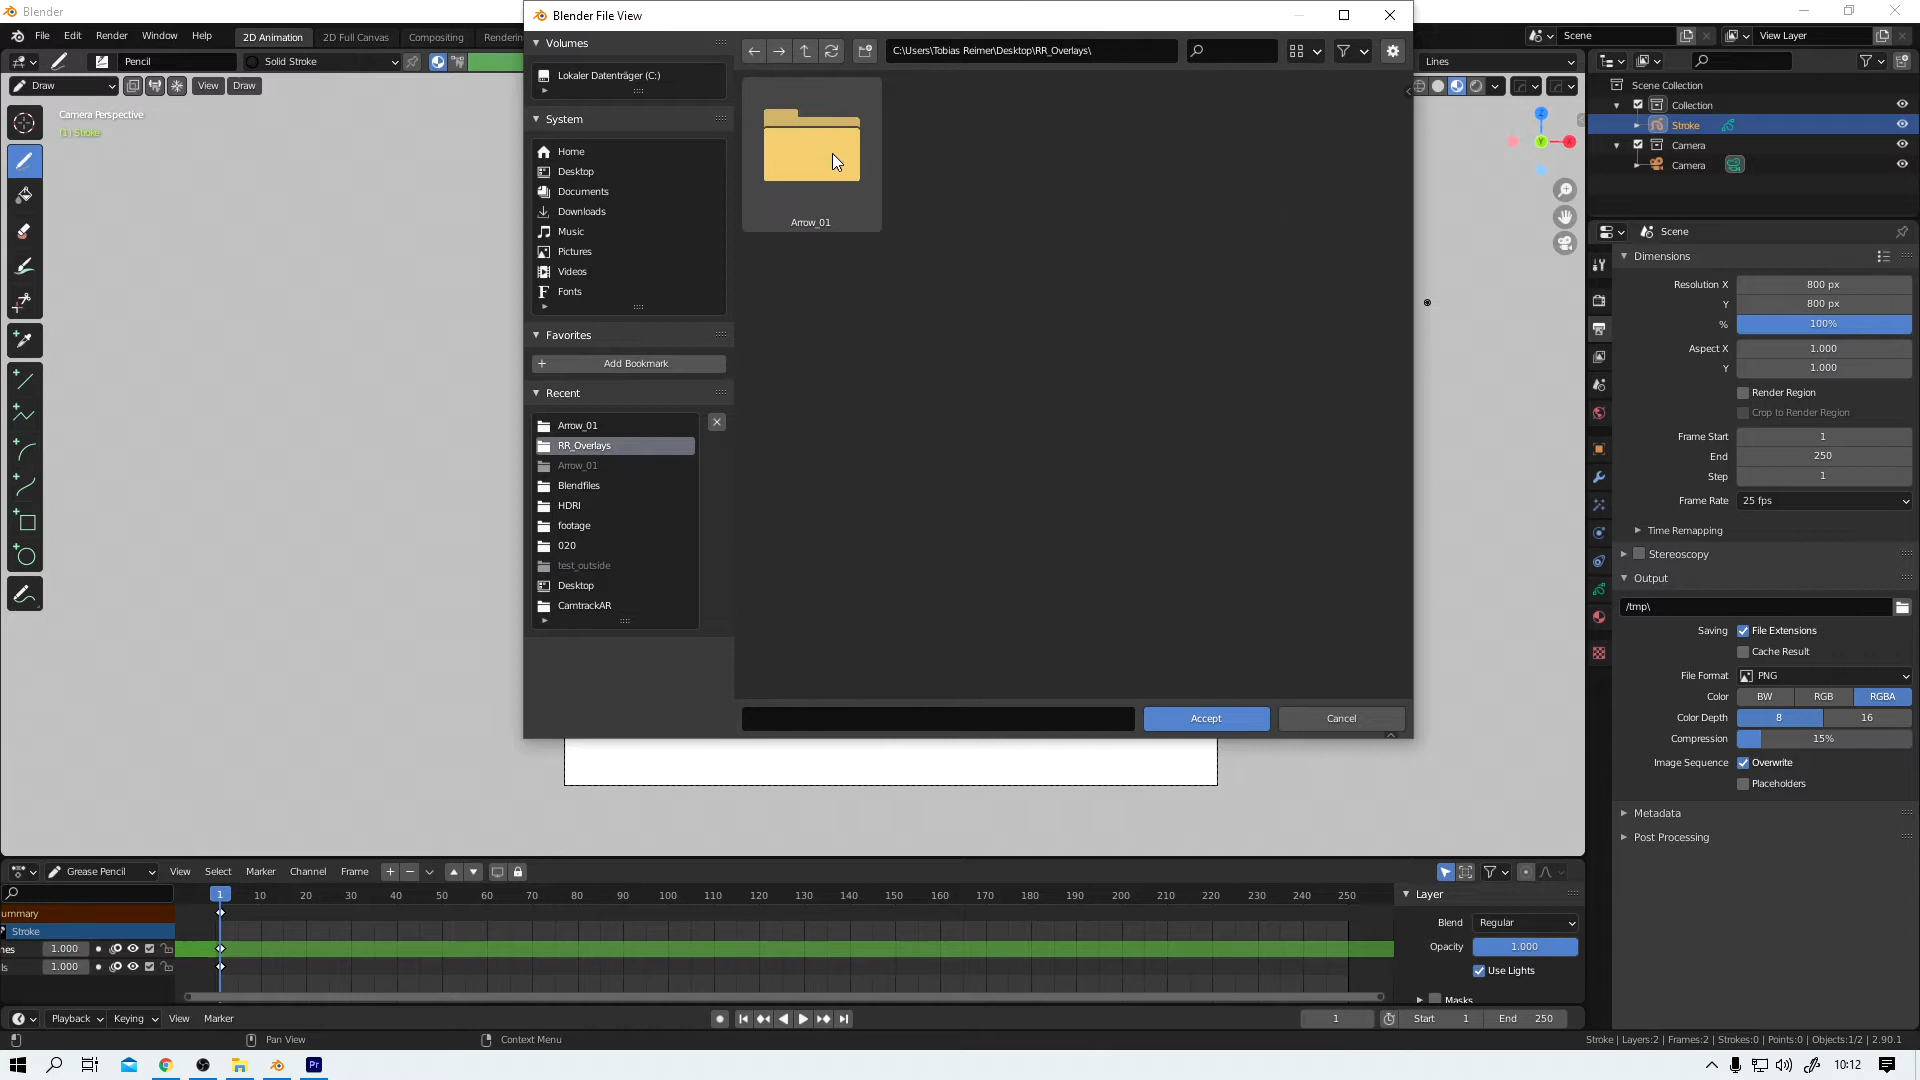 Blender
File Edit Render Window Help 2D Animation 2D Full Canvas Compositing Rendering
Scene View Layer
Pencil Solid Stroke
Draw View Draw
Camera Perspective
(1) Stroke
Blender File View
Volumes
Lokaler Datenträger (C:)
System
Home
Desktop
Documents
Downloads
Music
Pictures
Videos
Fonts
Favorites
Add Bookmark
Recent
Arrow_01
RR_Overlays
Arrow_01
Blendfiles
HDRI
footage
020
test_outside
Desktop
CamtrackAR
C:\Users\Tobias Reimer\Desktop\RR_Overlays\
Arrow_01
Accept Cancel
Lines
Scene Collection
Collection
Stroke
Camera
Camera
X
Y
Z
Scene
Dimensions
Resolution X 800 px
Y 800 px
% 100%
Aspect X 1.000
Y 1.000
Render Region
Crop to Render Region
Frame Start 1
End 250
Step 1
Frame Rate 25 fps
Time Remapping
Stereoscopy
Output
/tmp\
Saving File Extensions
Cache Result
File Format PNG
Color BW RGB RGBA
Color Depth 8 16
Compression 15%
Image Sequence Overwrite
Placeholders
Metadata
Post Processing
Grease Pencil View Select Marker Channel Frame
1 10 20 30 40 50 60 70 80 90 100 110 120 130 140 150 160 170 180 190 200 210 220 230 240 250
ummary
Stroke
nes 1.000
ls 1.000
Layer
Blend Regular
Opacity 1.000
Use Lights
Masks
Playback Keying View Marker
1 Start 1 End 250
Pan View Context Menu
Stroke | Layers:2 | Frames:2 | Strokes:0 | Points:0 | Objects:1/2 | 2.90.1
Pr
10:12